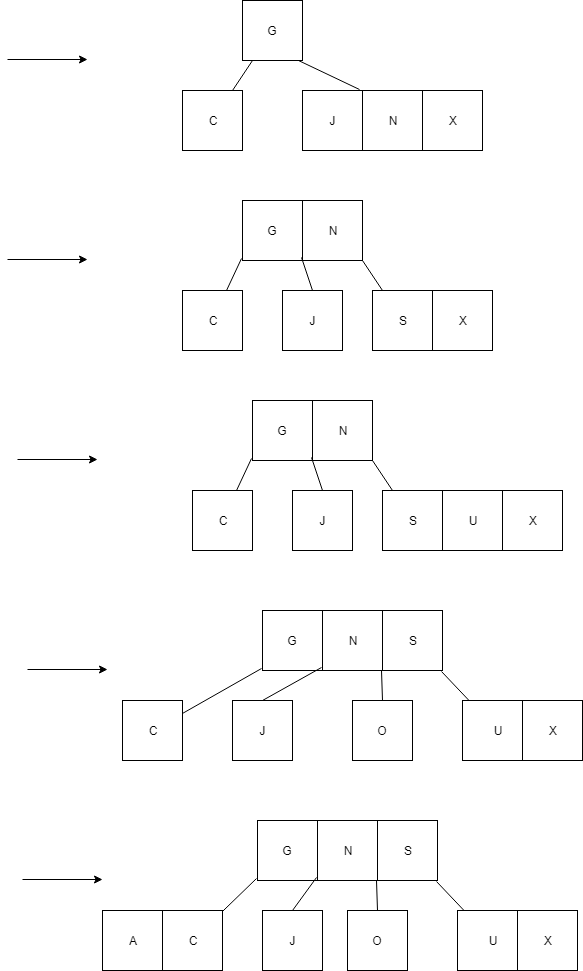 G
C J N X
G N
C J S X
G N
C J S U X
G N S
C J O U X
G N S
A C J O U X